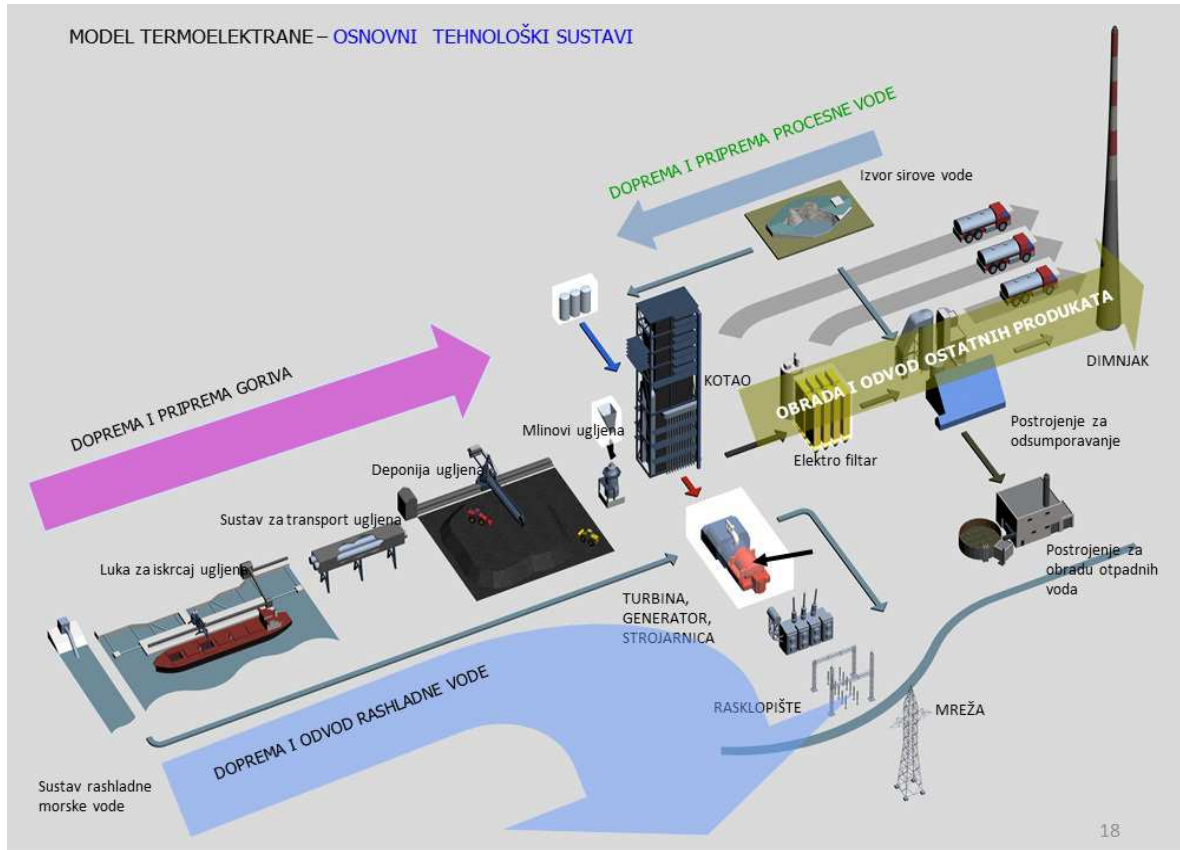 MODEL TERMOELEKTRANE – OSNOVNI TEHNOLOŠKI SUSTAVI
DOPREMA I PRIPREMA PROCESNE VODE
Izvor sirove vode
DOPREMA I PRIPREMA GORIVA
KOTAO
OBRADA I ODVOD OSTATNIH PRODUKATA
DIMNJAK
Mlinovi ugljena
Elektro filtar
Postrojenje za
odsumporavanje
Deponija ugljena
Sustav za transport ugljena
Luka za iskrcaj ugljena
Postrojenje za
obradu otpadnih
voda
TURBINA,
GENERATOR,
STROJARNICA
DOPREMA I ODVOD RASHLADNE VODE
RASKLOPIŠTE
MREŽA
Sustav rashladne
morske vode
18